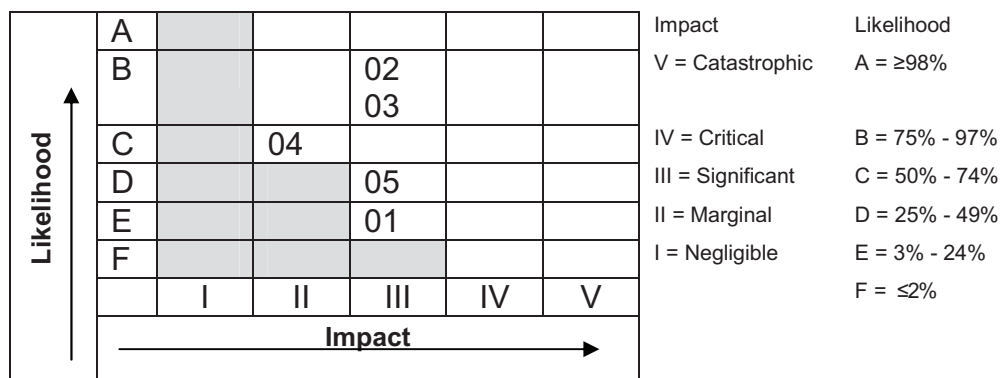 Likelihood
A
B
02
03
C
04
D
05
E
01
F
I
II
III
IV
V
Impact
Impact
Likelihood
V = Catastrophic
A = ≥98%
IV = Critical
B = 75% - 97%
III = Significant
C = 50% - 74%
II = Marginal
D = 25% - 49%
I = Negligible
E = 3% - 24%
F = ≤2%